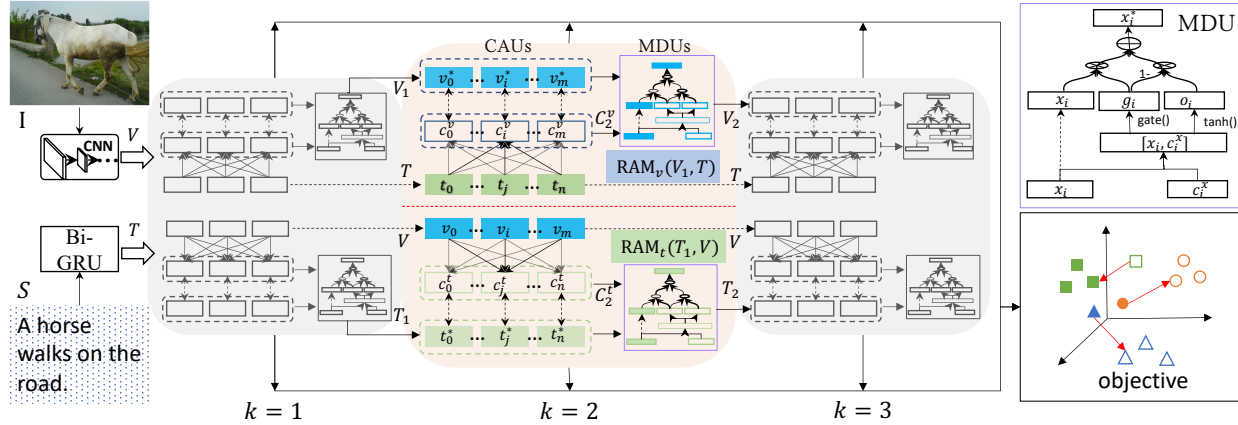 I
CNN
V
Bi-
GRU
T
S
A horse
walks on the
road.
CAUs
MDUs
V₁
v₀* ... vᵢ* ... vₘ*
c₀ᵛ ... cᵢᵛ ... cₘᵛ
C₂ᵛ
V₂
RAMᵥ(V₁, T)
T
t₀ ... tⱼ ... tₙ
T
V
v₀ ... vᵢ ... vₘ
V
RAMₜ(T₁, V)
c₀ᵗ ... cⱼᵗ ... cₙᵗ
C₂ᵗ
T₁
t₀* ... tⱼ* ... tₙ*
T₂
k = 1
k = 2
k = 3
MDU
xᵢ*
1-
xᵢ gᵢ oᵢ
gate() tanh()
[xᵢ, cᵢˣ]
xᵢ cᵢˣ
objective